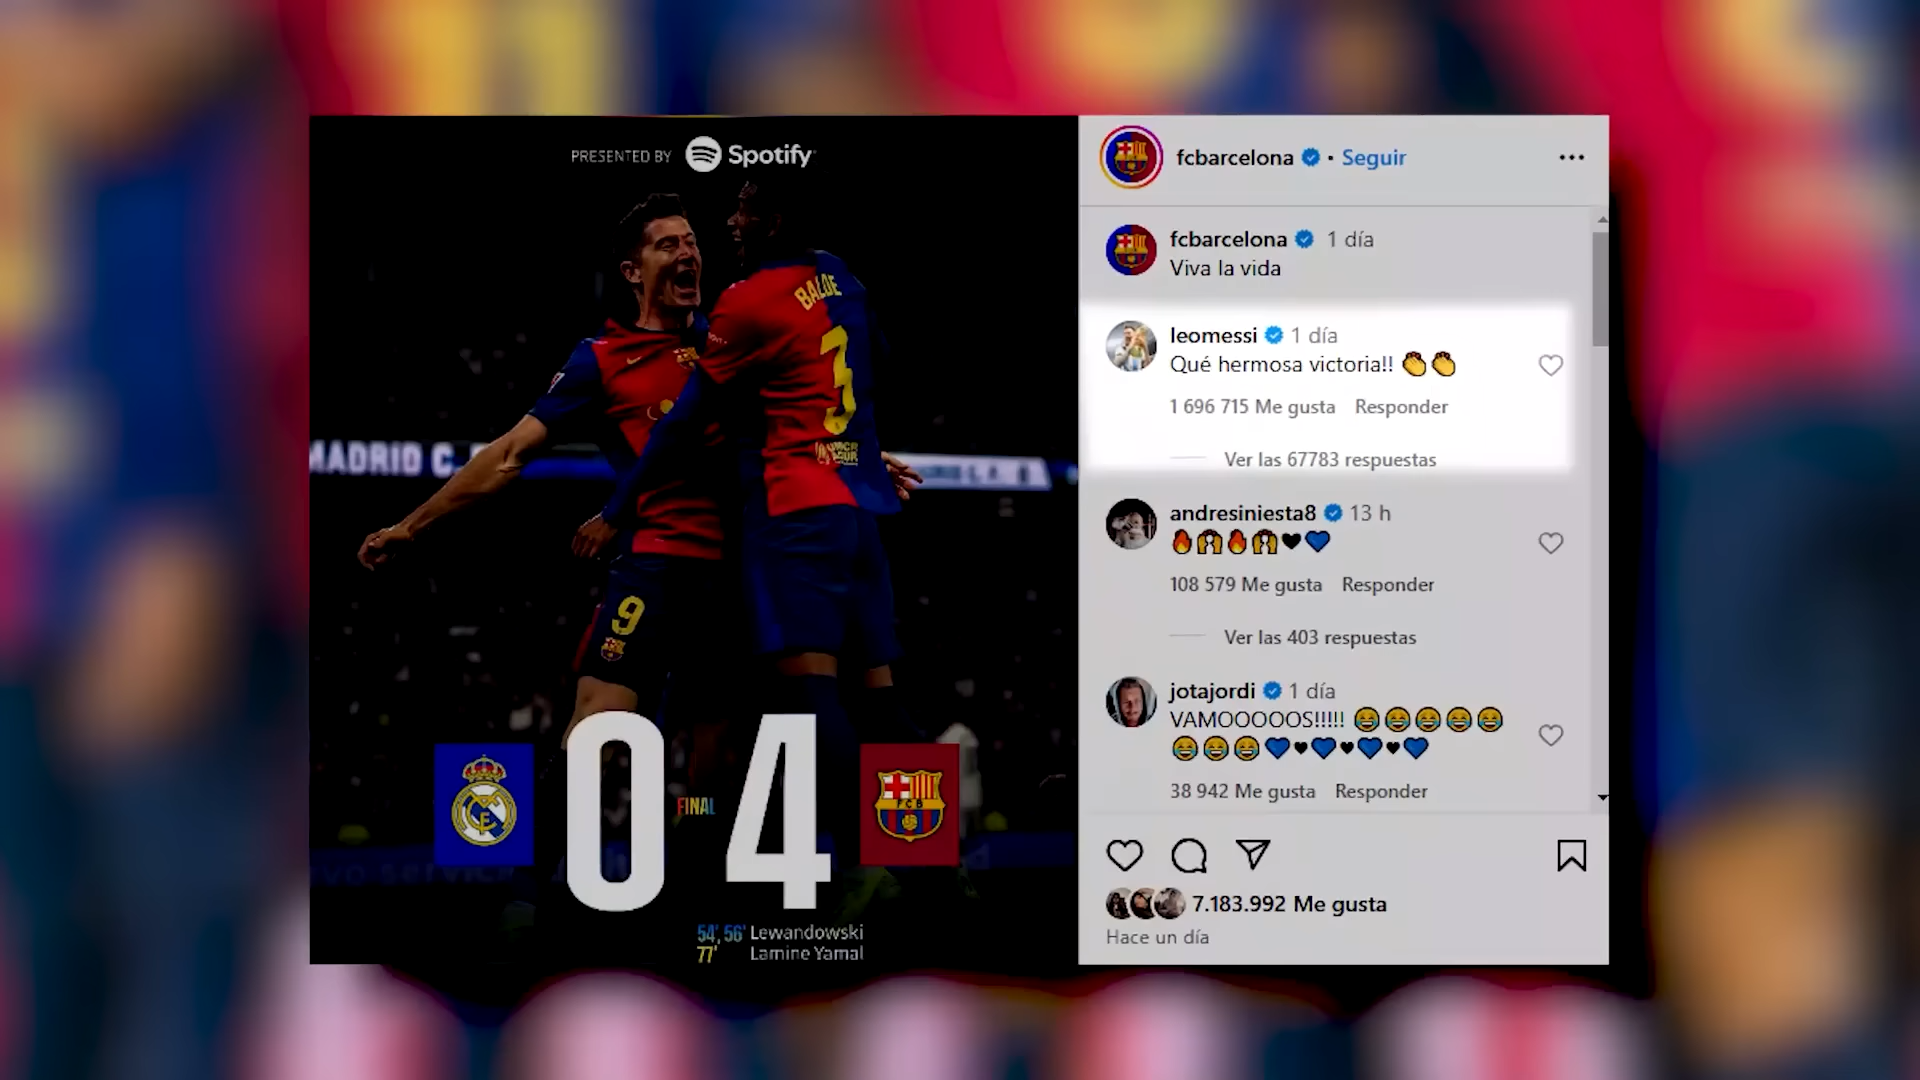 PRESENTED BY Spotify
BALDE
3
MADRID C.
9
0 FINAL 4
FCB
54', 56' Lewandowski
77' Lamine Yamal
fcbarcelona • Seguir
fcbarcelona 1 día
Viva la vida
leomessi 1 día
Qué hermosa victoria!! 👏👏
1 696 715 Me gusta Responder
Ver las 67783 respuestas
andresiniesta8 13 h
🔥🙌🔥🙌🖤💙
108 579 Me gusta Responder
Ver las 403 respuestas
jotajordi 1 día
VAMOOOOOS!!!!! 😂😂😂😂😂
😂😂😂💙🖤💙🖤💙🖤💙
38 942 Me gusta Responder
7.183.992 Me gusta
Hace un día